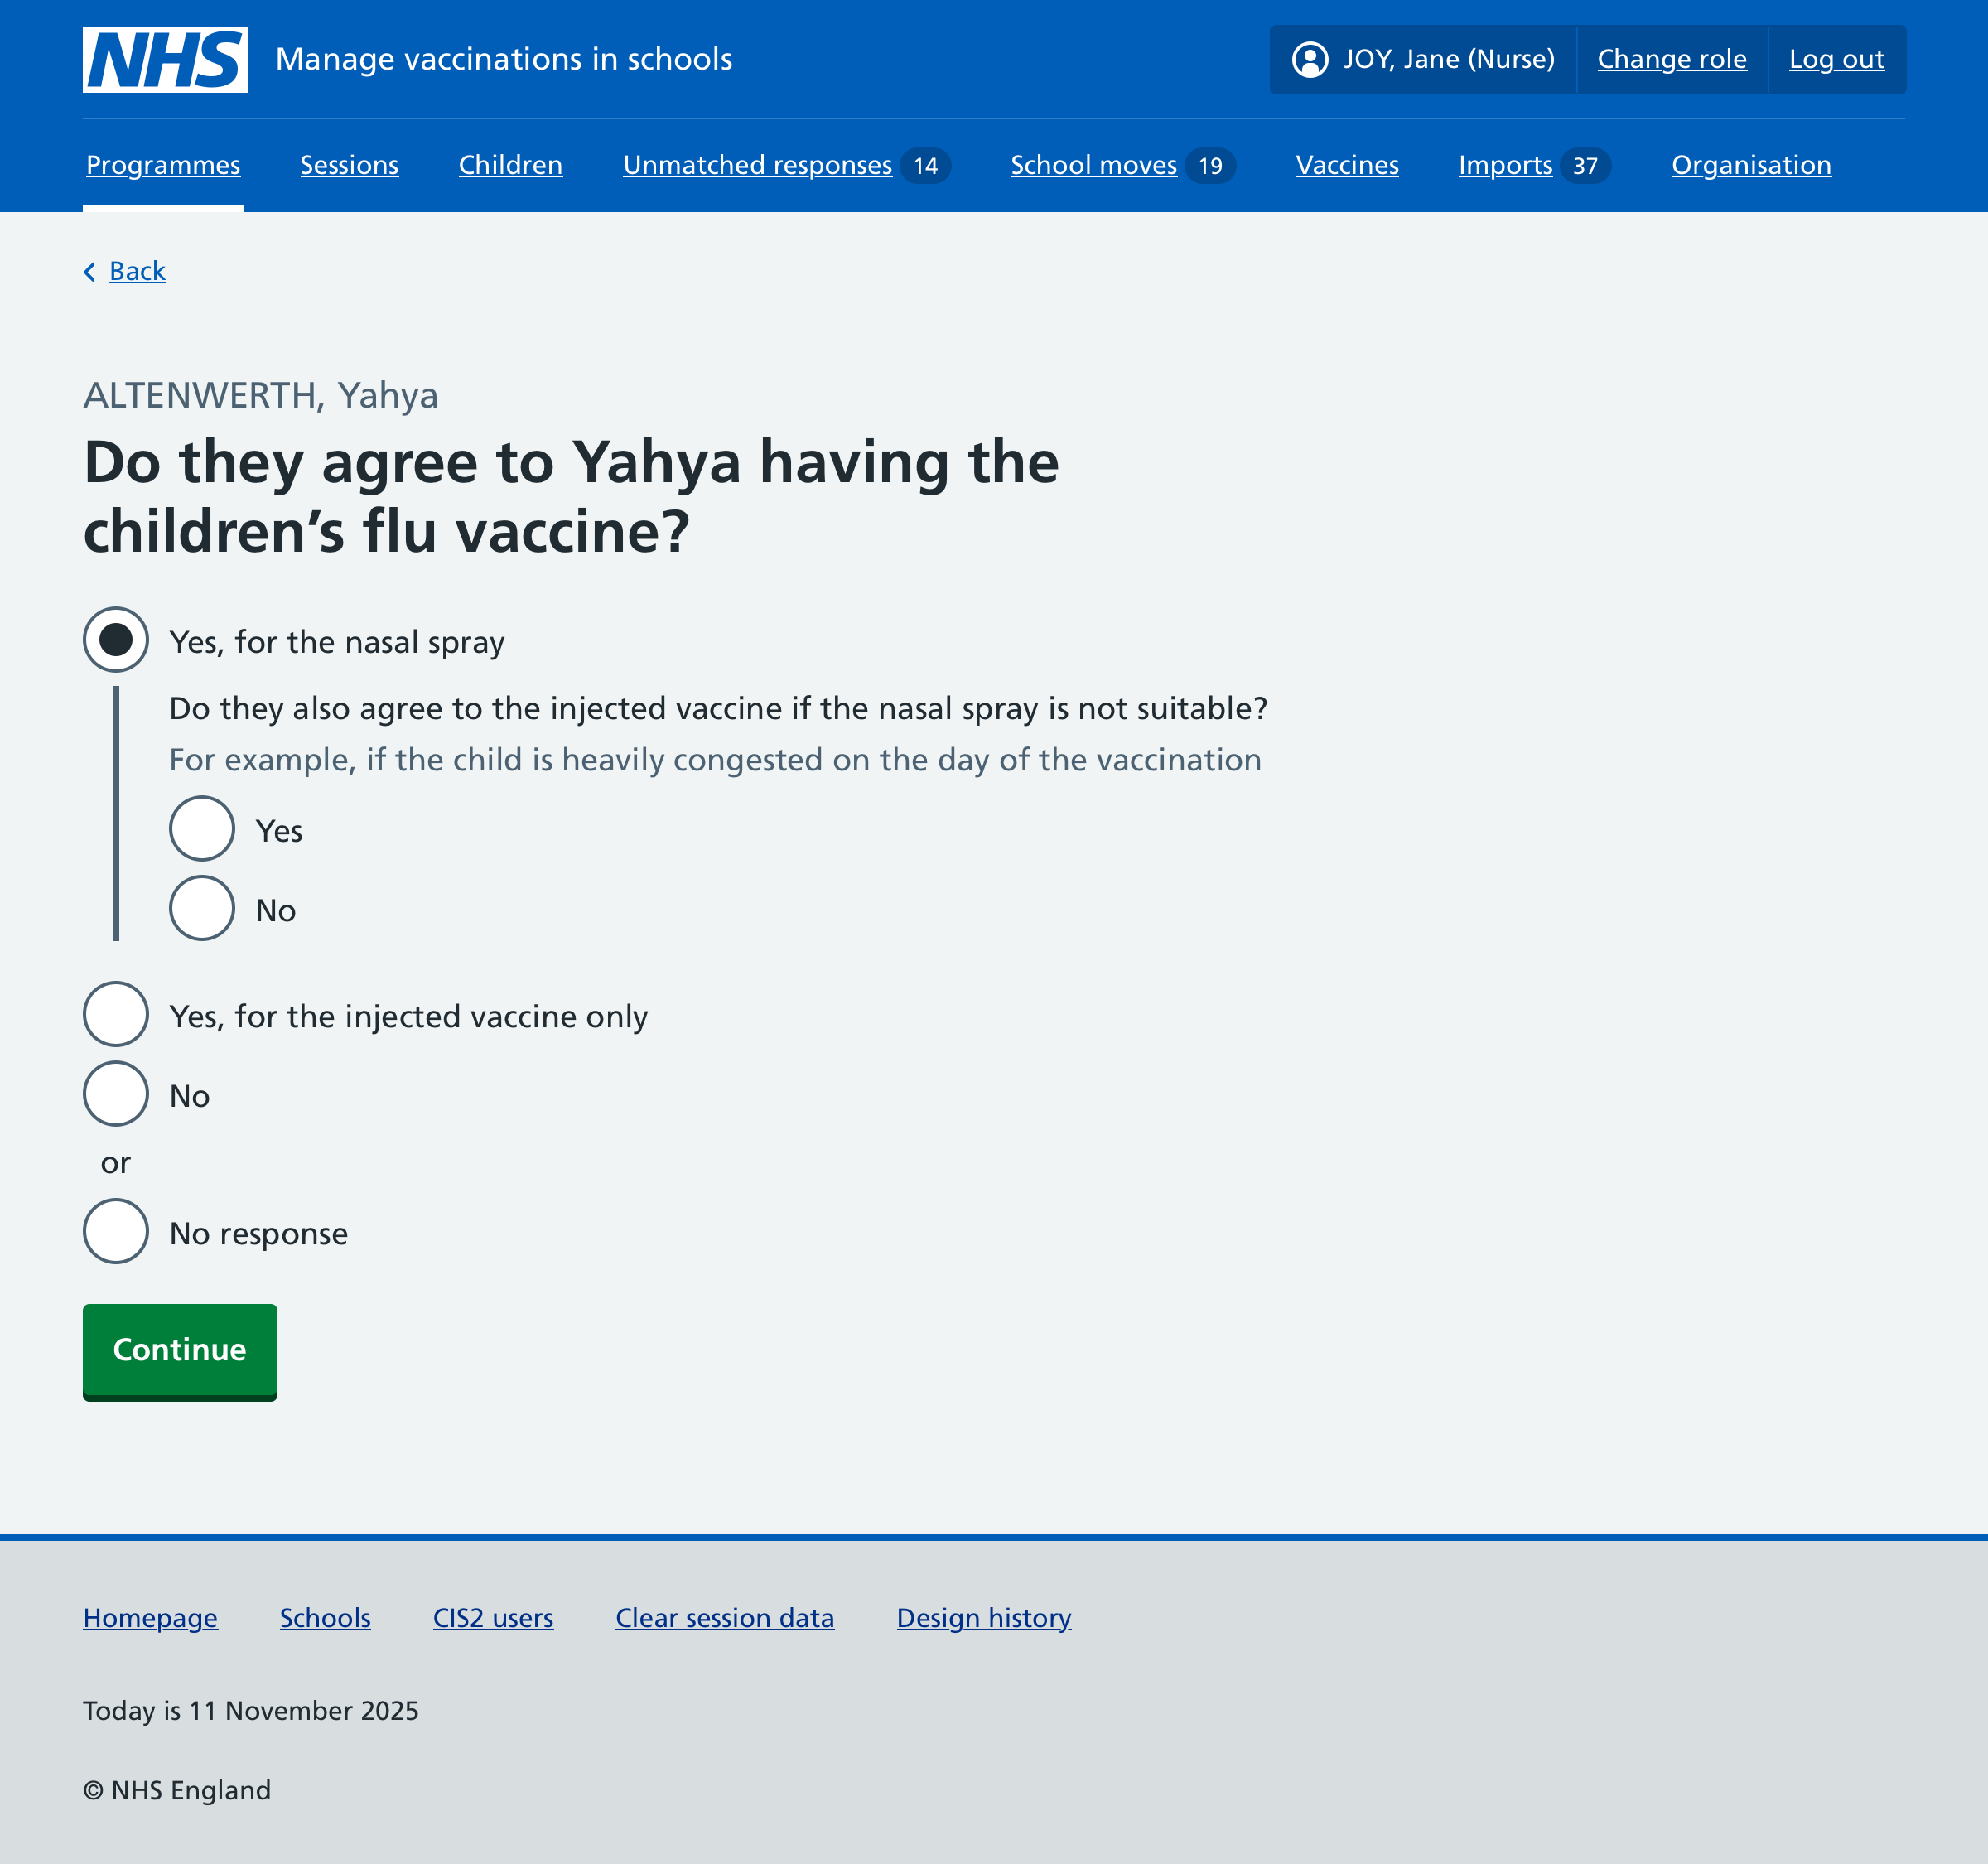 NHS Manage vaccinations in schools JOY, Jane (Nurse) Change role Log out
Programmes Sessions Children Unmatched responses 14 School moves 19 Vaccines Imports 37 Organisation
Back
ALTENWERTH, Yahya
Do they agree to Yahya having the
children’s flu vaccine?
Yes, for the nasal spray
Do they also agree to the injected vaccine if the nasal spray is not suitable?
For example, if the child is heavily congested on the day of the vaccination
Yes
No
Yes, for the injected vaccine only
No
or
No response
Continue
Homepage Schools CIS2 users Clear session data Design history
Today is 11 November 2025
© NHS England